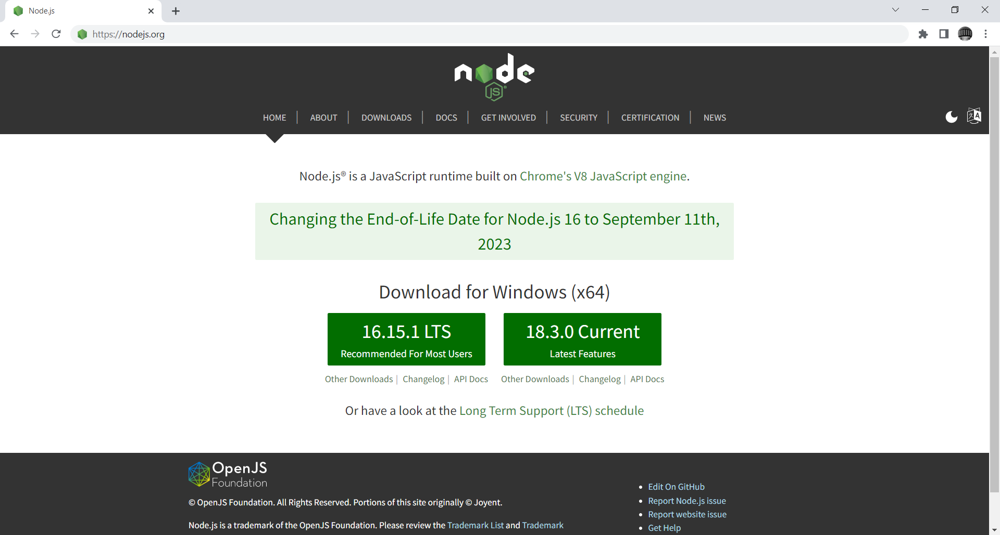 Node.js
https://nodejs.org
node
JS
HOME
ABOUT
DOWNLOADS
DOCS
GET INVOLVED
SECURITY
CERTIFICATION
NEWS
Node.js® is a JavaScript runtime built on Chrome's V8 JavaScript engine.
Changing the End-of-Life Date for Node.js 16 to September 11th,
2023
Download for Windows (x64)
16.15.1 LTS
Recommended For Most Users
18.3.0 Current
Latest Features
Other Downloads | Changelog | API Docs
Other Downloads | Changelog | API Docs
Or have a look at the Long Term Support (LTS) schedule
OpenJS
Foundation
© OpenJS Foundation. All Rights Reserved. Portions of this site originally © Joyent.
Node.js is a trademark of the OpenJS Foundation. Please review the Trademark List and Trademark
Edit On GitHub
Report Node.js issue
Report website issue
Get Help